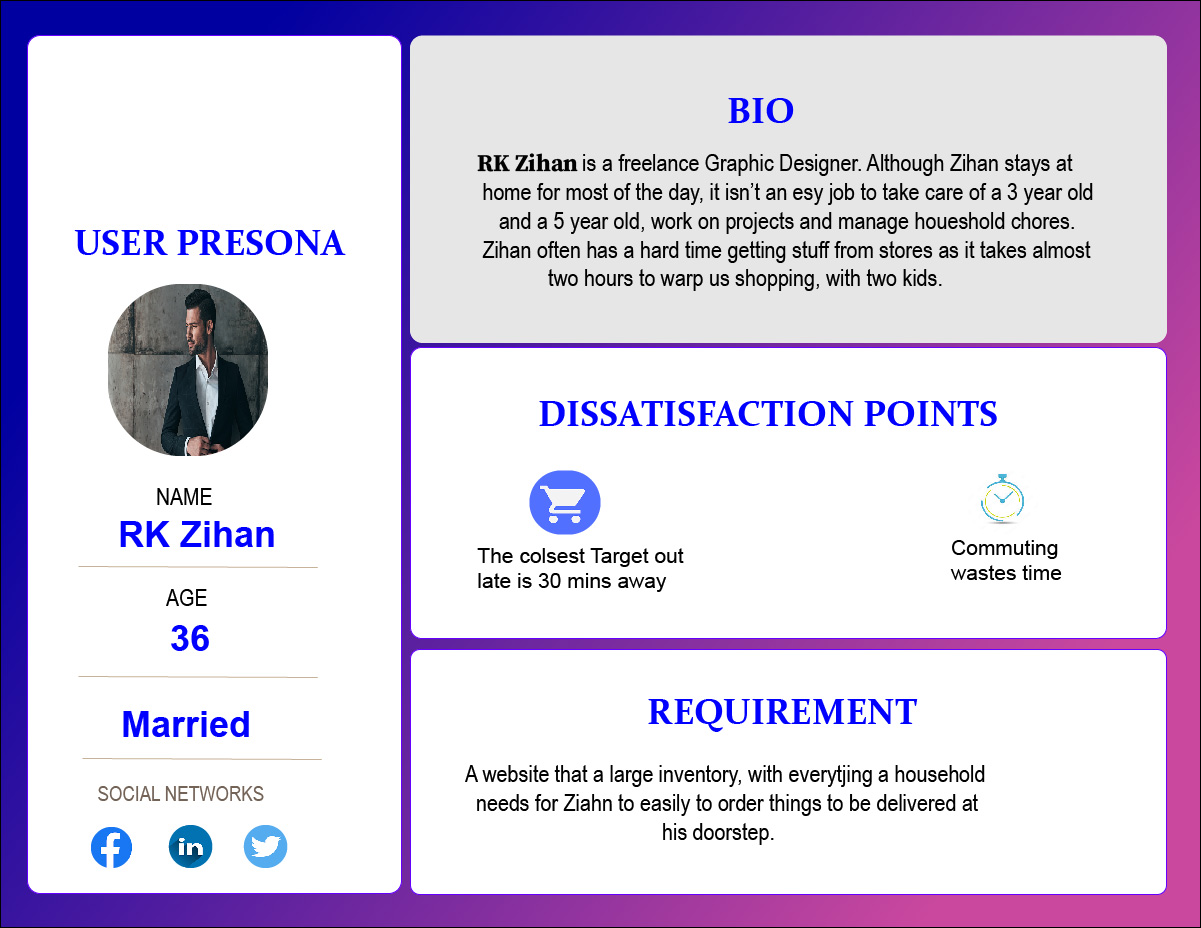 USER PRESONA
NAME
RK Zihan
AGE
36
Married
SOCIAL NETWORKS
in
BIO
RK Zihan is a freelance Graphic Designer. Although Zihan stays at
home for most of the day, it isn’t an esy job to take care of a 3 year old
and a 5 year old, work on projects and manage houeshold chores.
Zihan often has a hard time getting stuff from stores as it takes almost
two hours to warp us shopping, with two kids.
DISSATISFACTION POINTS
The colsest Target out
late is 30 mins away
Commuting
wastes time
REQUIREMENT
A website that a large inventory, with everytjing a household
needs for Ziahn to easily to order things to be delivered at
his doorstep.